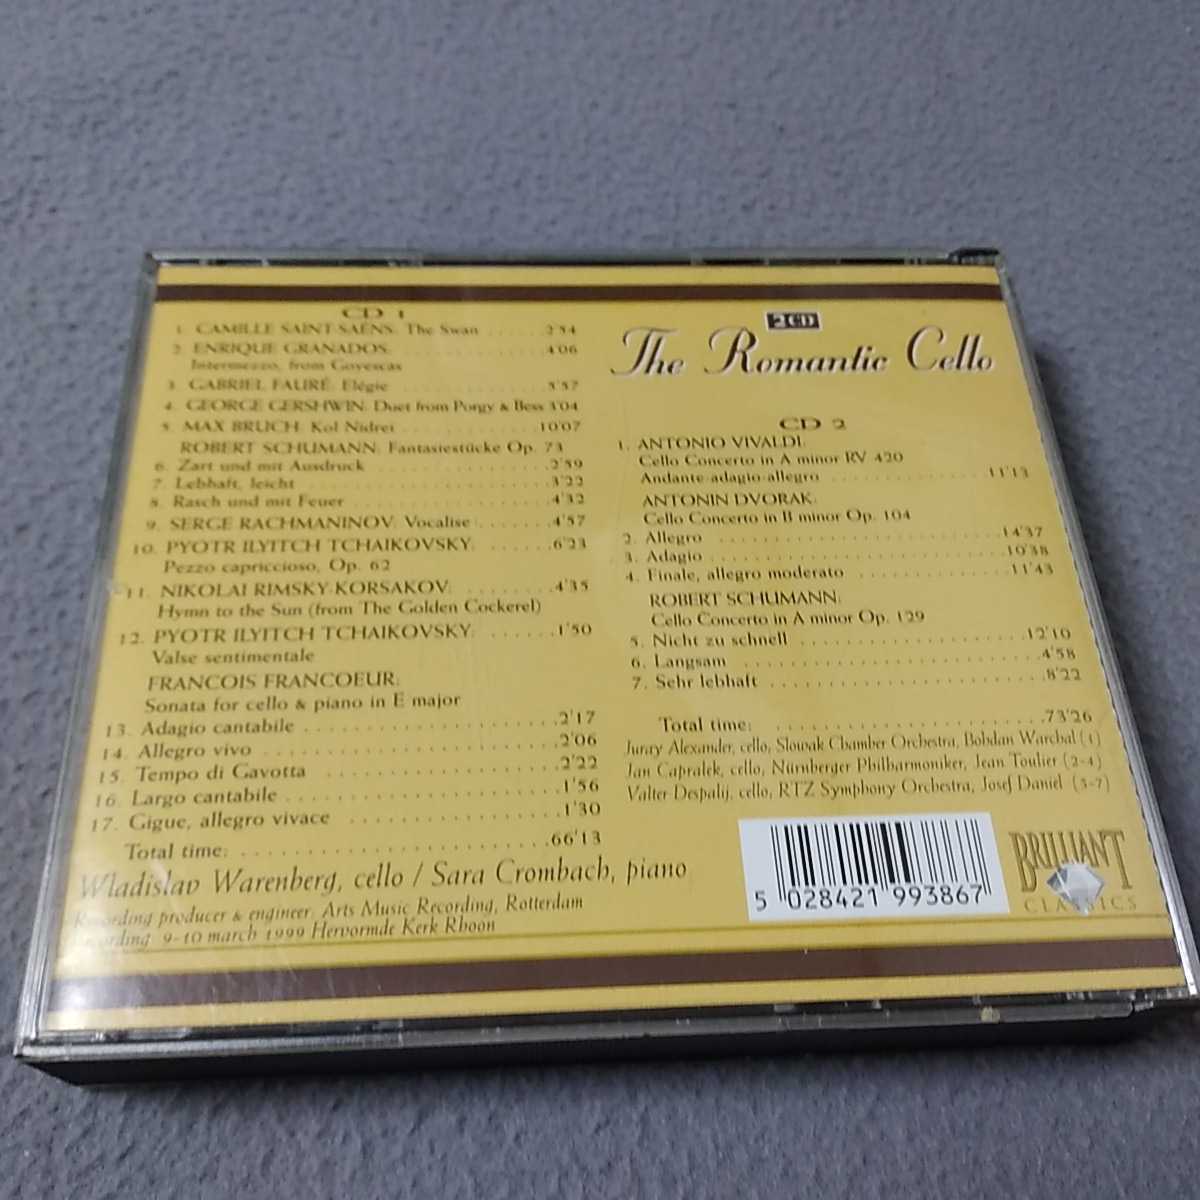 CD 1
1. CAMILLE SAINT SAËNS: The Swan ...... 2'54
2. ENRIQUE GRANADOS: .............. 4'06
Intermezzo, from Goyescas
3. GABRIEL FAURÉ: Elégie .............. 5'57
4. GEORGE GERSHWIN: Duet from Porgy & Bess 3'04
5. MAX BRUCH: Kol Nidrei .............. 10'07
ROBERT SCHUMANN: Fantasiestücke Op. 73
6. Zart und mit Ausdruck .............. 2'59
7. Lebhaft, leicht .............. 3'22
8. Rasch und mit Feuer .............. 4'32
9. SERGE RACHMANINOV: Vocalise ....... 4'57
10. PYOTR ILYITCH TCHAIKOVSKY: ...... 6'23
Pezzo capriccioso, Op. 62
11. NIKOLAI RIMSKY-KORSAKOV: ........ 4'35
Hymn to the Sun (from The Golden Cockerel)
12. PYOTR ILYITCH TCHAIKOVSKY: ...... 1'50
Valse sentimentale
FRANCOIS FRANCOEUR:
Sonata for cello & piano in E major
13. Adagio cantabile .............. 2'17
14. Allegro vivo .............. 2'06
15. Tempo di Gavotta .............. 2'22
16. Largo cantabile .............. 1'56
17. Gigue, allegro vivace .............. 1'30
Total time: .............. 66'13
Wladislav Warenberg, cello / Sara Crombach, piano
Recording producer & engineer: Arts Music Recording, Rotterdam
Recording 9-10 march 1999 Hervormde Kerk Rhoon
2CD
The Romantic Cello
CD 2
1. ANTONIO VIVALDI:
Cello Concerto in A minor RV 420
Andante-adagio-allegro .............. 11'13
ANTONIN DVORAK:
Cello Concerto in B minor Op. 104
2. Allegro .............. 14'37
3. Adagio .............. 10'38
4. Finale, allegro moderato .............. 11'43
ROBERT SCHUMANN:
Cello Concerto in A minor Op. 129
5. Nicht zu schnell .............. 12'10
6. Langsam .............. 4'58
7. Sehr lebhaft .............. 8'22
Total time: .............. 73'26
Juray Alexander, cello, Slowak Chamber Orchestra, Bohdan Warchal (1)
Jan Capralek, cello, Nürnberger Philharmoniker, Jean Toulier (2-4)
Valter Despalij, cello, RTZ Symphony Orchestra, Josef Daniel (5-7)
5 028421 993867
BRILLIANT
CLASSICS